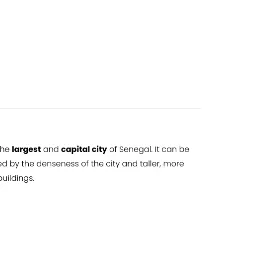 he largest and capital city of Senegal. It can be
ed by the denseness of the city and taller, more
buildings.